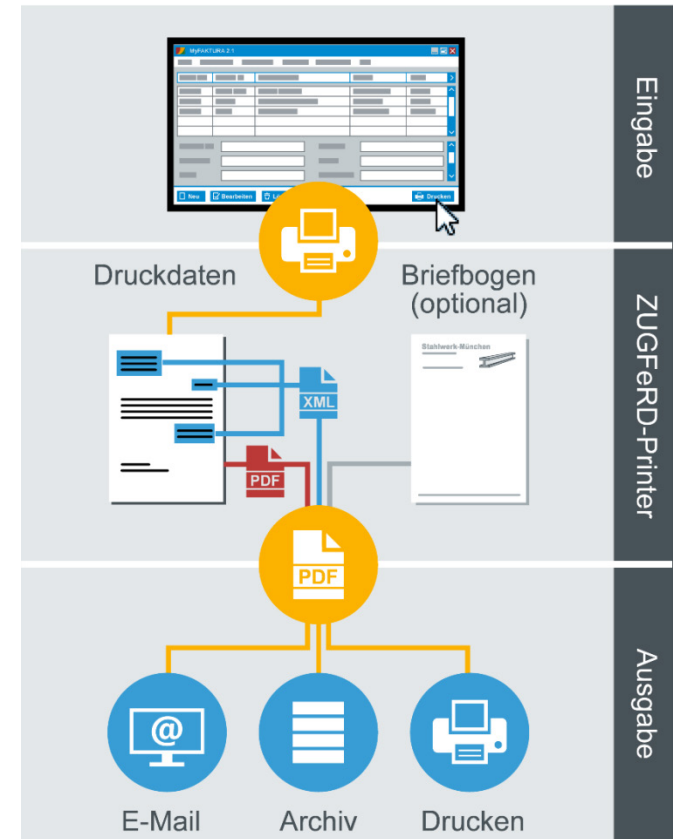 MyFAKTURA 2.1
Neu
Bearbeiten
Drucken
Eingabe
Druckdaten
Briefbogen
(optional)
Stahlwerk-München
XML
PDF
ZUGFeRD-Printer
PDF
@
E-Mail
Archiv
Drucken
Ausgabe